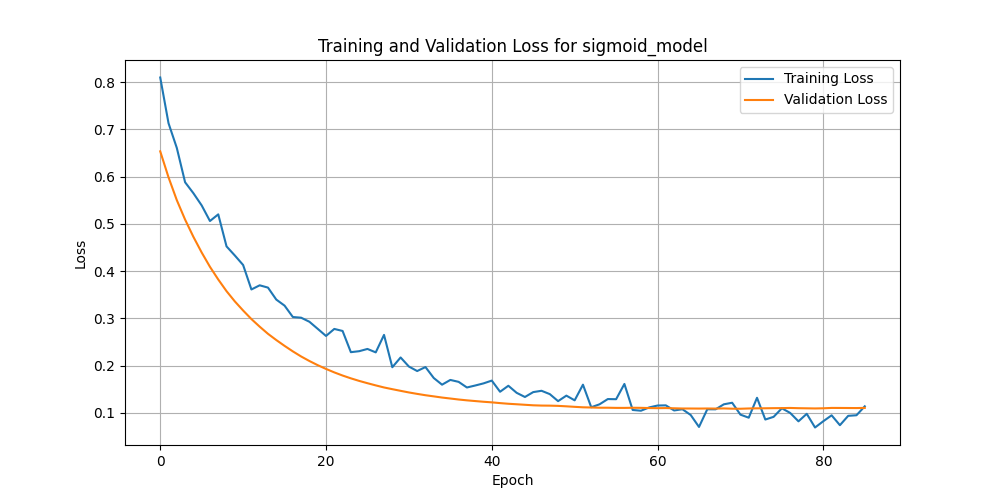 Training and Validation Loss for sigmoid_model
Training Loss
Validation Loss
Loss
0.8
0.7
0.6
0.5
0.4
0.3
0.2
0.1
0 20 40 60 80
Epoch